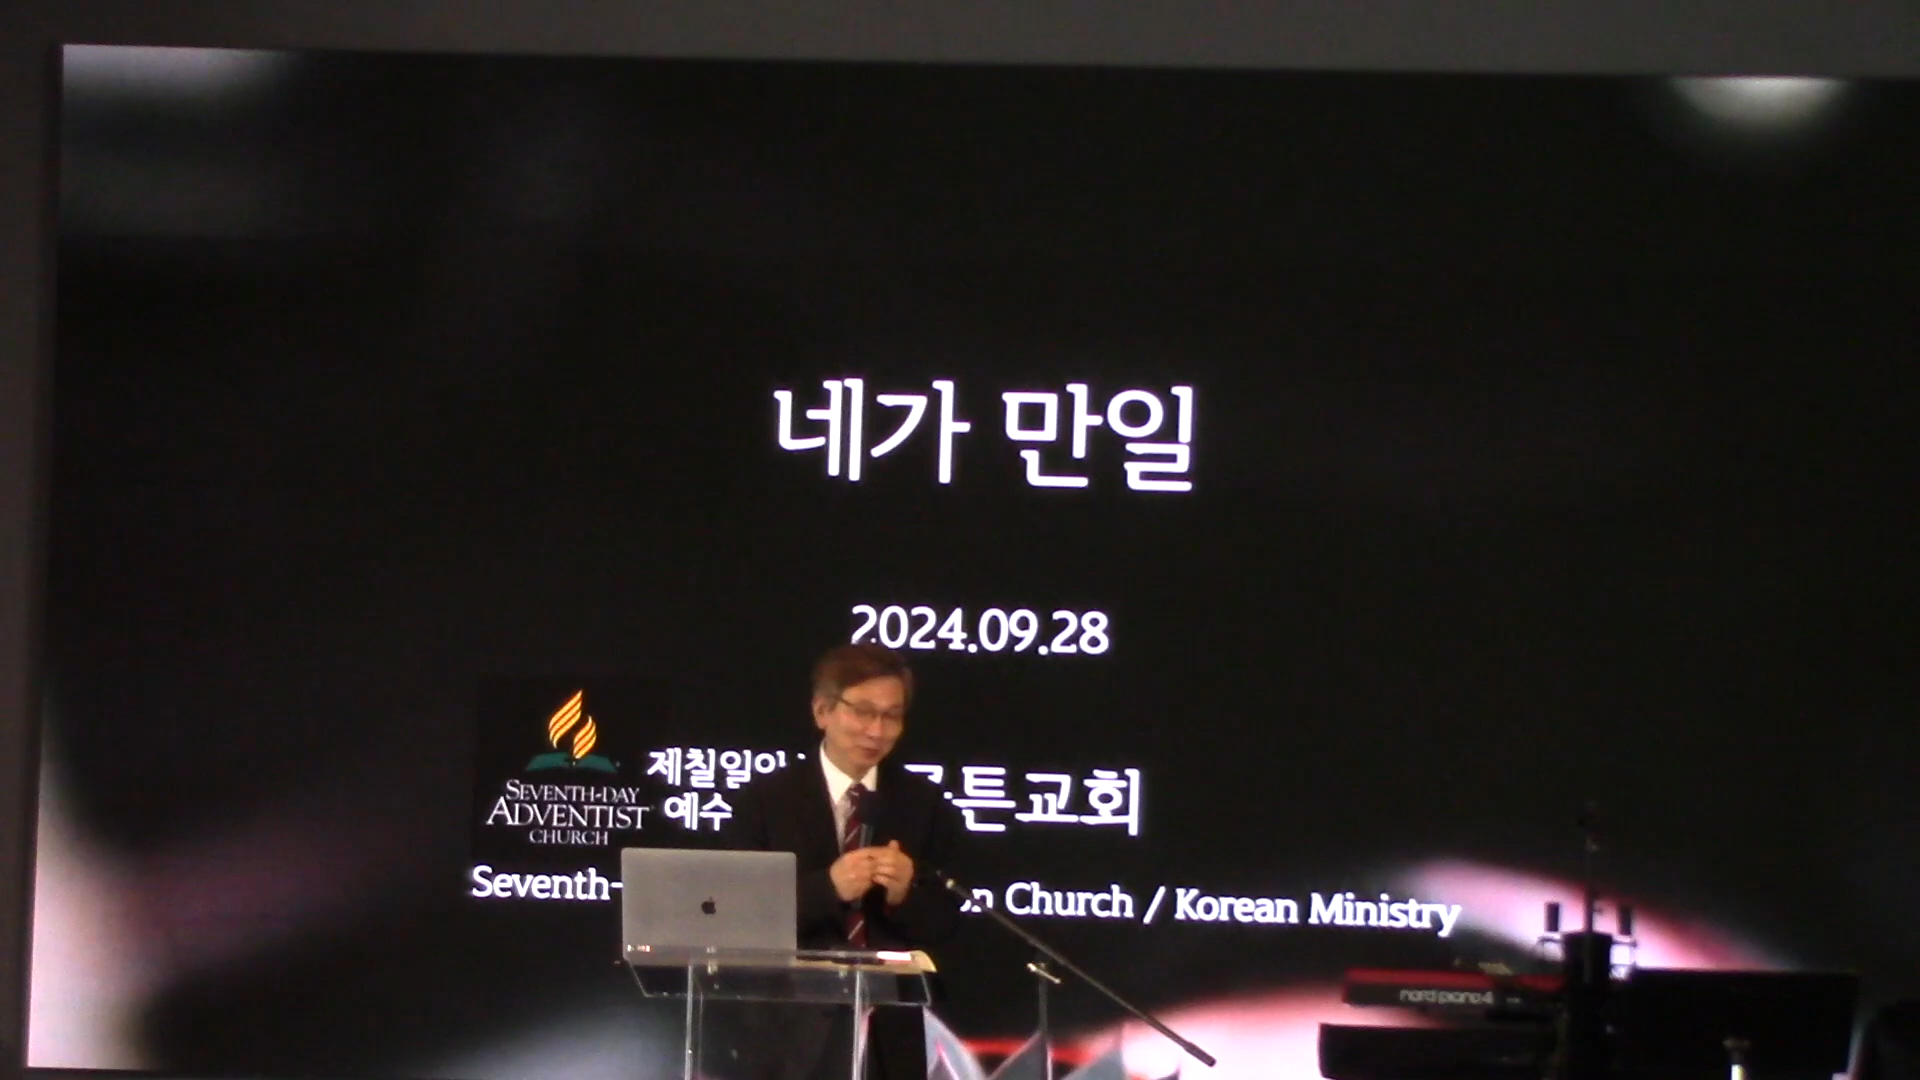 네가 만일
2024.09.28
SEVENTH-DAY
ADVENTIST
CHURCH
제칠일
예수
튼교회
Seventh-
Church / Korean Ministry
nord piano 4